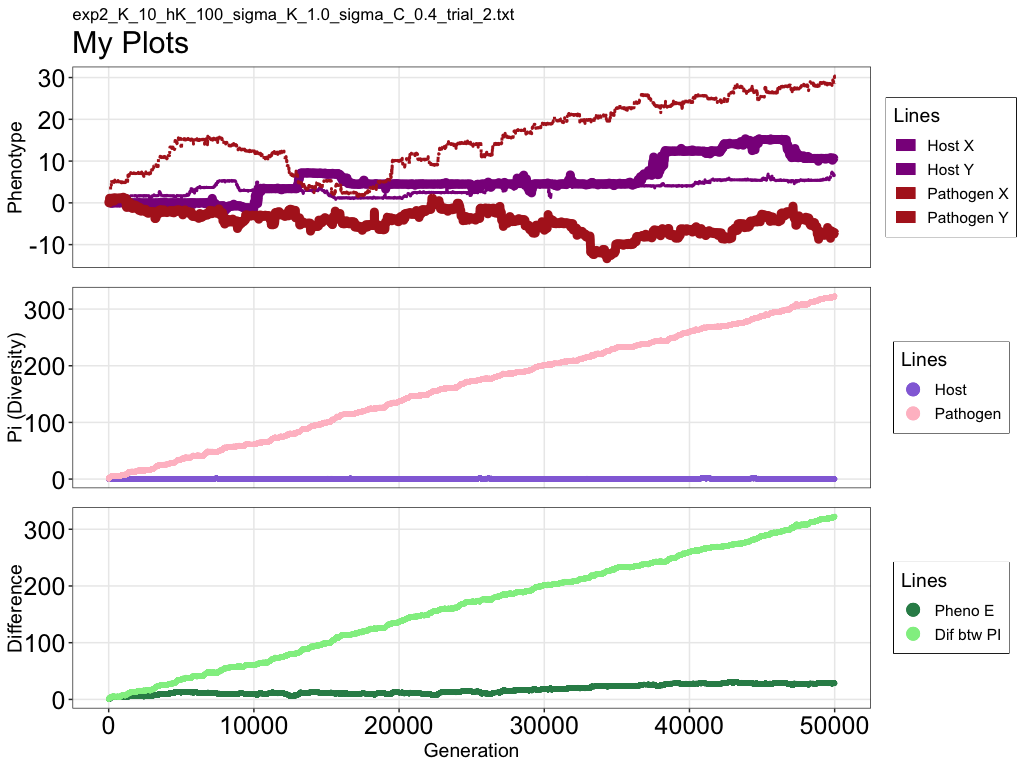 exp2_K_10_hK_100_sigma_K_1.0_sigma_C_0.4_trial_2.txt
My Plots
Phenotype
30
20
10
0
-10
Lines
Host X
Host Y
Pathogen X
Pathogen Y
Pi (Diversity)
300
200
100
0
Lines
Host
Pathogen
Difference
300
200
100
0
Lines
Pheno E
Dif btw PI
0 10000 20000 30000 40000 50000
Generation